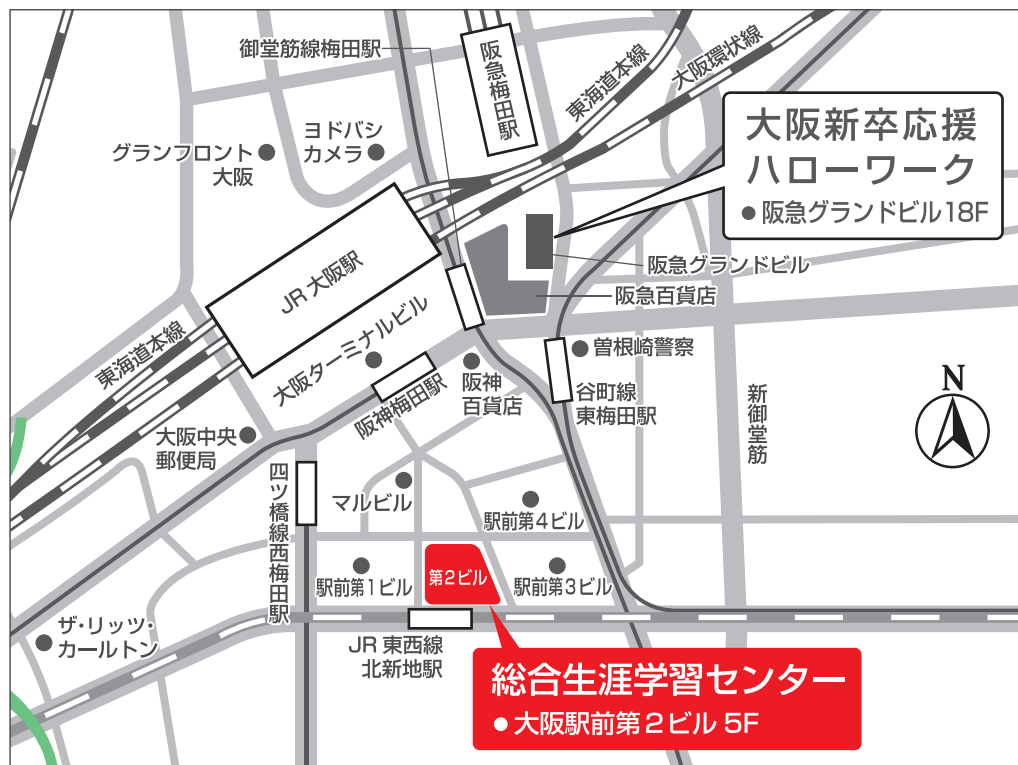 御堂筋線梅田駅
阪急梅田駅
東海道本線
大阪環状線
大阪新卒応援
ハローワーク
● 阪急グランドビル18F
グランフロント
大阪
ヨドバシ
カメラ
JR 大阪駅
阪急グランドビル
阪急百貨店
東海道本線
大阪ターミナルビル
阪神梅田駅
阪神
百貨店
曽根崎警察
谷町線
東梅田駅
新御堂筋
N
大阪中央
郵便局
四ツ橋線西梅田駅
マルビル
駅前第4ビル
駅前第1ビル
第2ビル
駅前第3ビル
ザ・リッツ・
カールトン
JR 東西線
北新地駅
総合生涯学習センター
● 大阪駅前第2ビル 5F